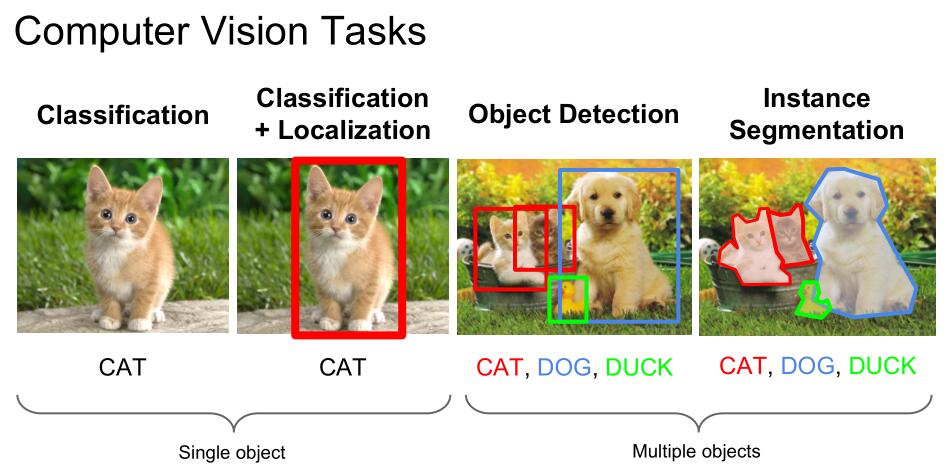 Computer Vision Tasks
Classification
Classification
+ Localization
Object Detection
Instance
Segmentation
CAT
CAT
CAT, DOG, DUCK
CAT, DOG, DUCK
Single object
Multiple objects